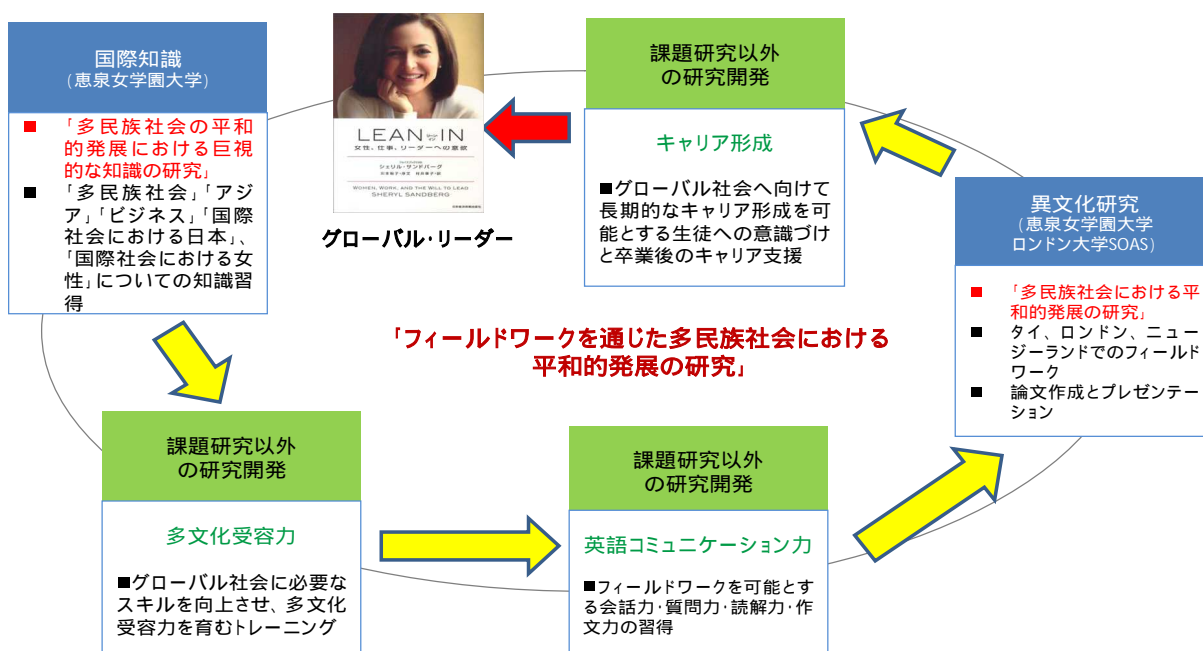 国際知識
(恵泉女学園大学)
■ 「多民族社会の平和
的発展における巨視
的な知識の研究」
■ 「多民族社会」「アジ
ア」「ビジネス」「国際
社会における日本」、
「国際社会における女
性」についての知識習
得
LEAN IN
女性、仕事、リーダーへの意欲
シェリル・サンドバーグ
WOMEN, WORK, AND THE WILL TO LEAD
SHERYL SANDBERG
グローバル・リーダー
課題研究以外
の研究開発
キャリア形成
■グローバル社会へ向けて
長期的なキャリア形成を可
能とする生徒への意識づけ
と卒業後のキャリア支援
異文化研究
(恵泉女学園大学
ロンドン大学SOAS)
■ 「多民族社会における平
和的発展の研究」
■ タイ、ロンドン、ニュー
ジーランドでのフィールド
ワーク
■ 論文作成とプレゼンテー
ション
「フィールドワークを通じた多民族社会における
平和的発展の研究」
課題研究以外
の研究開発
多文化受容力
■グローバル社会に必要な
スキルを向上させ、多文化
受容力を育むトレーニング
課題研究以外
の研究開発
英語コミュニケーション力
■フィールドワークを可能とす
る会話力・質問力・読解力・作
文力の習得